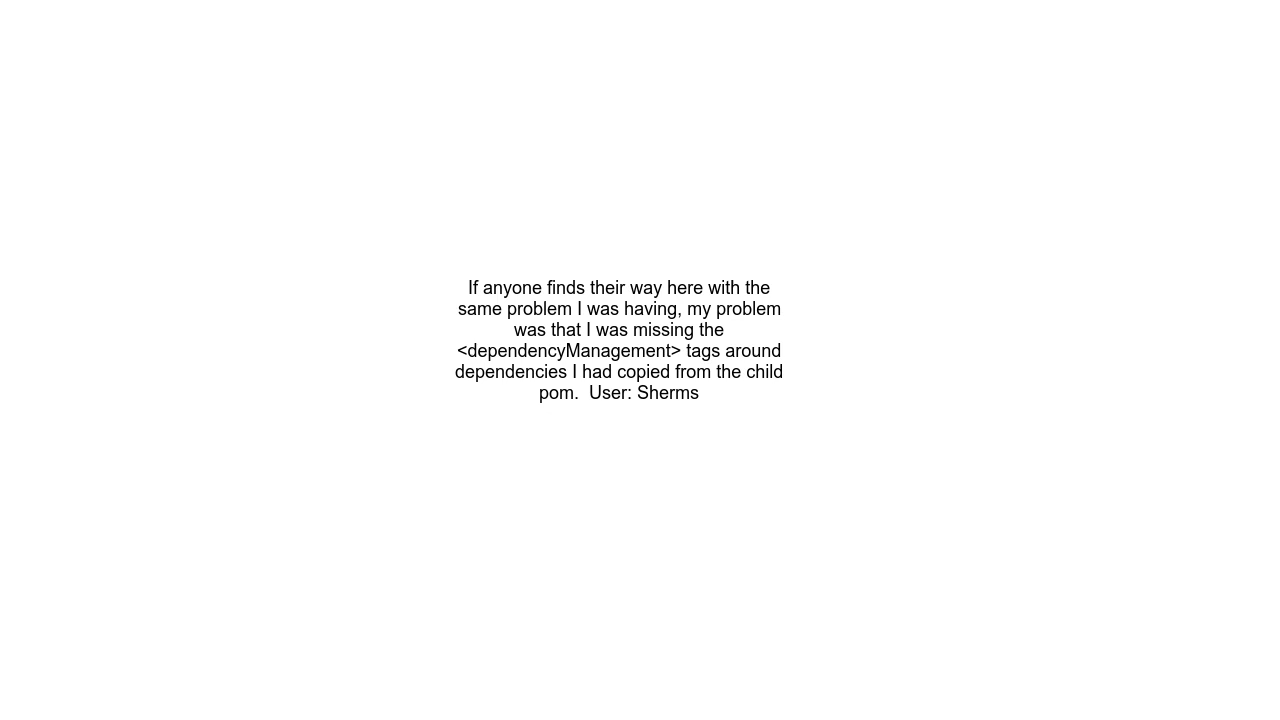 If anyone finds their way here with the
same problem I was having, my problem
was that I was missing the
<dependencyManagement> tags around
dependencies I had copied from the child
pom.  User: Sherms